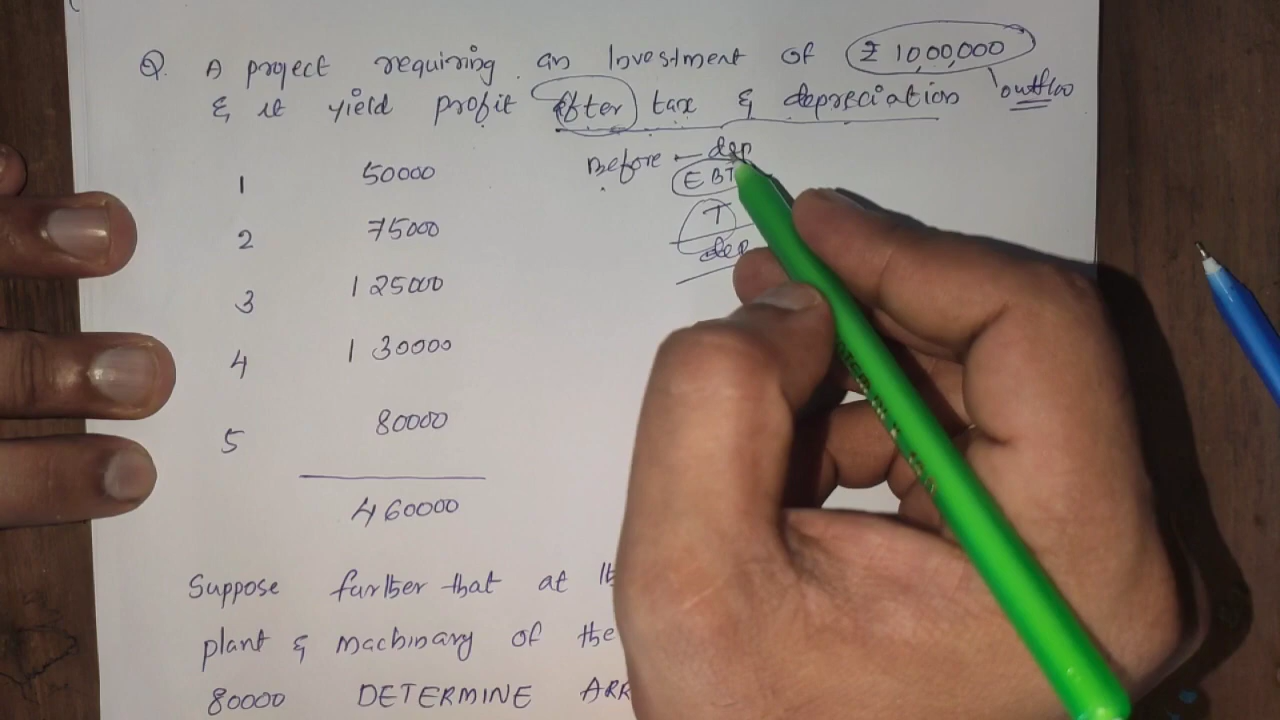 Q. A project requiring an Investment of ₹ 10,00,000
& it yield profit after tax & depreciation outflow
Before — dep
EBT
T
dep
1 50000
2 75000
3 125000
4 130000
5 80000
460000
Suppose further that at
plant & machinary of the
80000 DETERMINE ARR